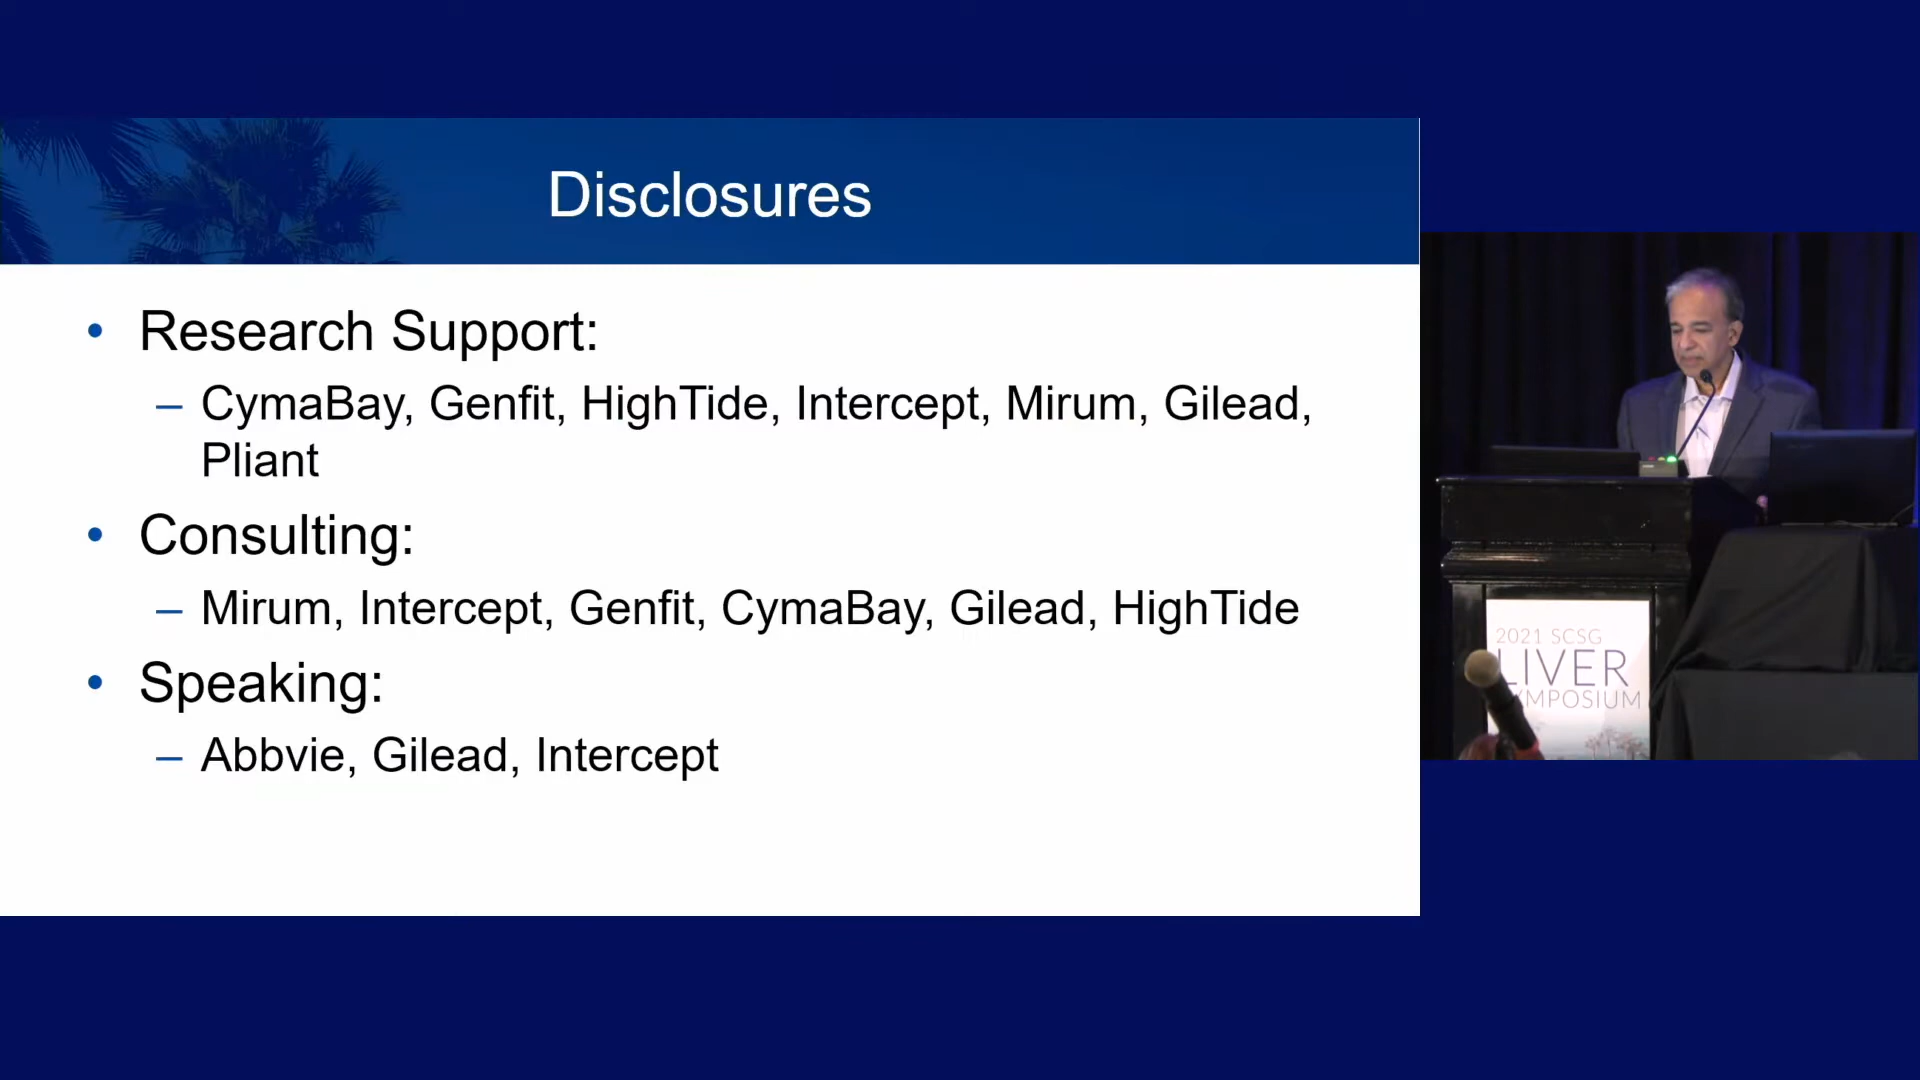 Disclosures
• Research Support:
– CymaBay, Genfit, HighTide, Intercept, Mirum, Gilead,
Pliant
• Consulting:
– Mirum, Intercept, Genfit, CymaBay, Gilead, HighTide
• Speaking:
– Abbvie, Gilead, Intercept
2021 SCSG
LIVER
YMPOSIUM